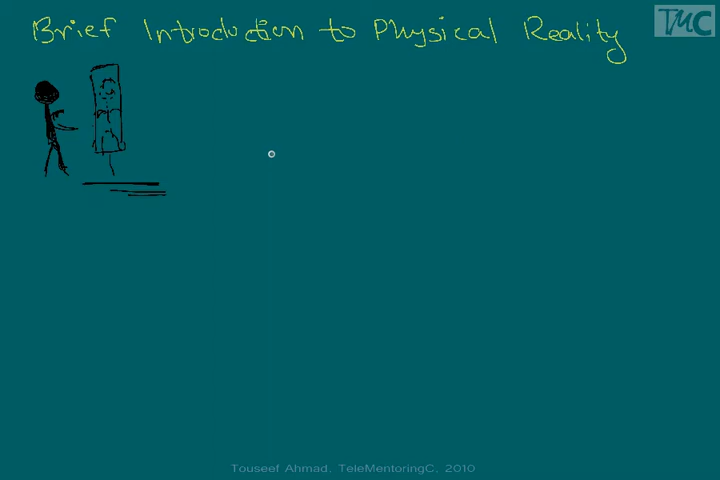 Brief Introduction to Physical Reality
TMC
Touseef Ahmad. TeleMentoringC. 2010